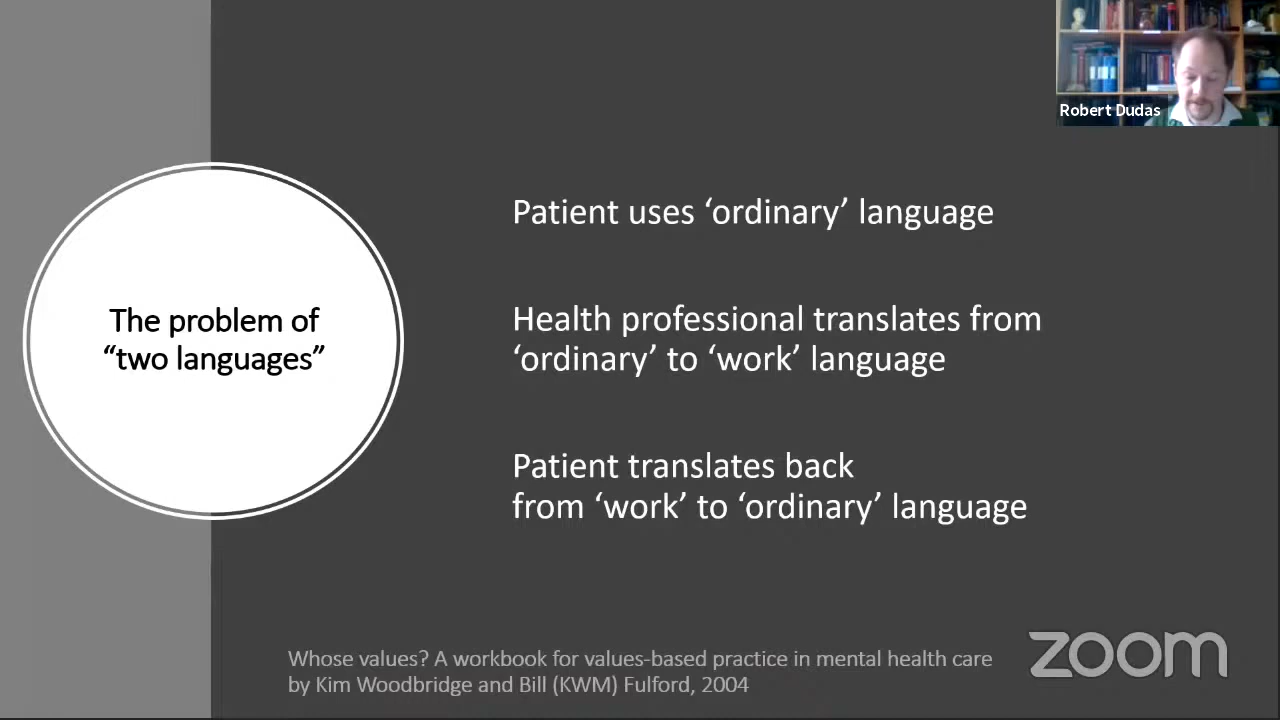 Robert Dudas
Patient uses ‘ordinary’ language
The problem of
“two languages”
Health professional translates from
‘ordinary’ to ‘work’ language
Patient translates back
from ‘work’ to ‘ordinary’ language
Whose values? A workbook for values-based practice in mental health care
by Kim Woodbridge and Bill (KWM) Fulford, 2004
zoom